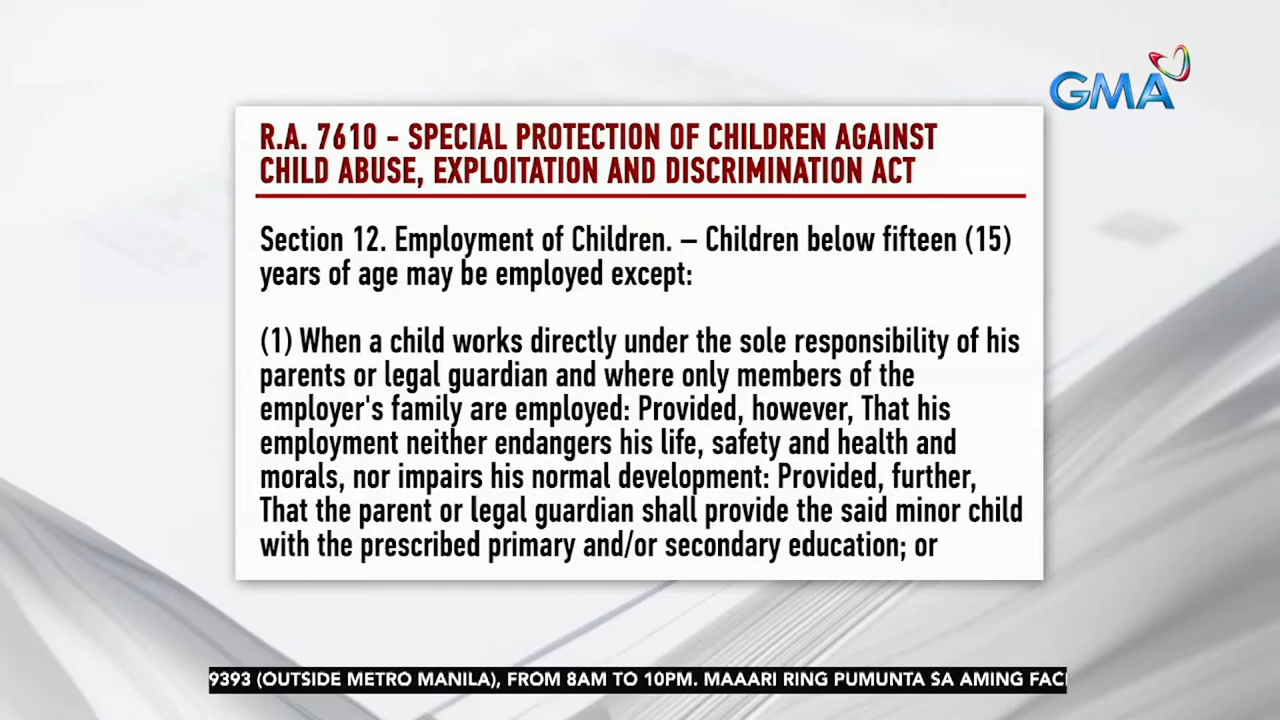 GMA
R.A. 7610 - SPECIAL PROTECTION OF CHILDREN AGAINST
CHILD ABUSE, EXPLOITATION AND DISCRIMINATION ACT
Section 12. Employment of Children. – Children below fifteen (15)
years of age may be employed except:
(1) When a child works directly under the sole responsibility of his
parents or legal guardian and where only members of the
employer's family are employed: Provided, however, That his
employment neither endangers his life, safety and health and
morals, nor impairs his normal development: Provided, further,
That the parent or legal guardian shall provide the said minor child
with the prescribed primary and/or secondary education; or
9393 (OUTSIDE METRO MANILA), FROM 8AM TO 10PM. MAAARI RING PUMUNTA SA AMING FAC